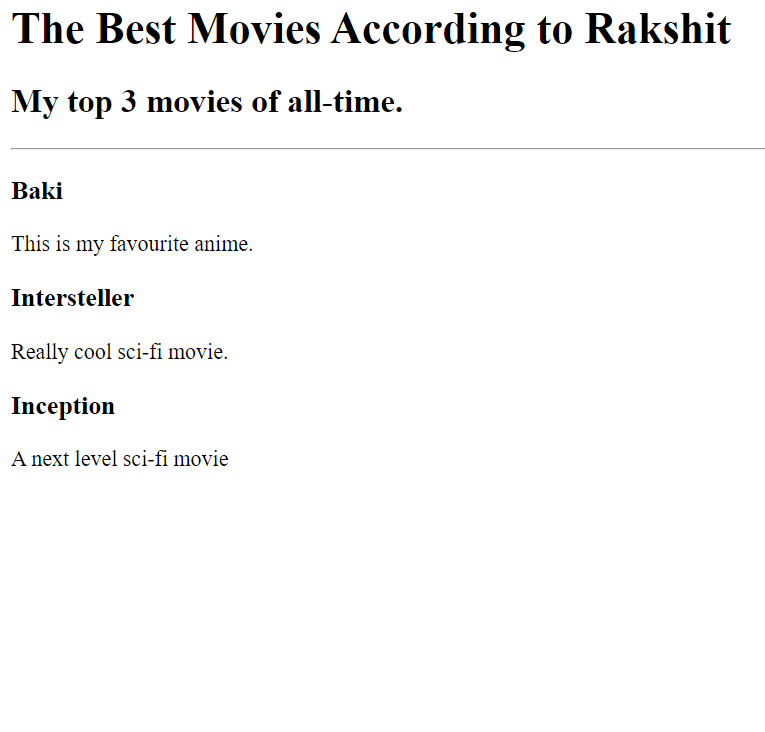 The Best Movies According to Rakshit
My top 3 movies of all-time.
Baki
This is my favourite anime.
Intersteller
Really cool sci-fi movie.
Inception
A next level sci-fi movie